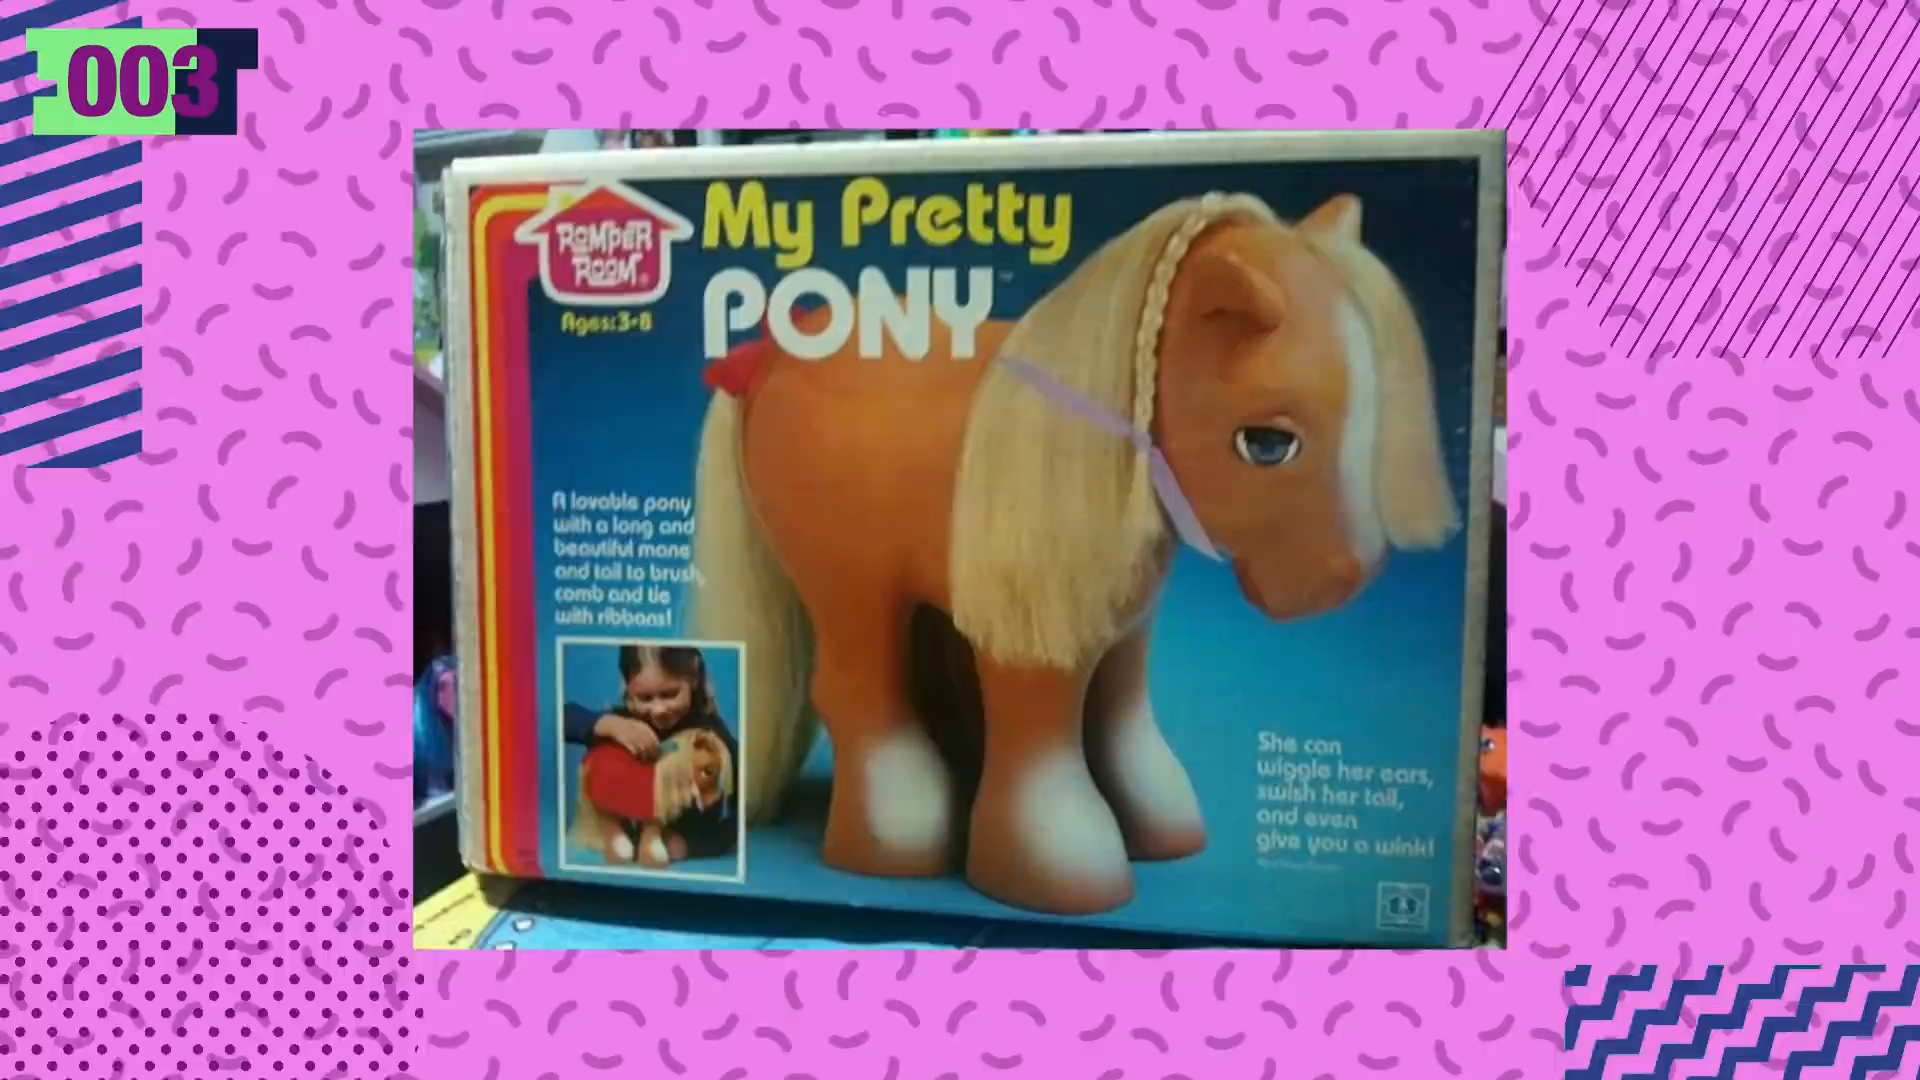 003
ROMPER
ROOM®
Ages: 3-8
My Pretty
PONY™
A lovable pony
with a long and
beautiful mane
and tail to brush,
comb and tie
with ribbons!
She can
wiggle her ears,
swish her tail,
and even
give you a wink!